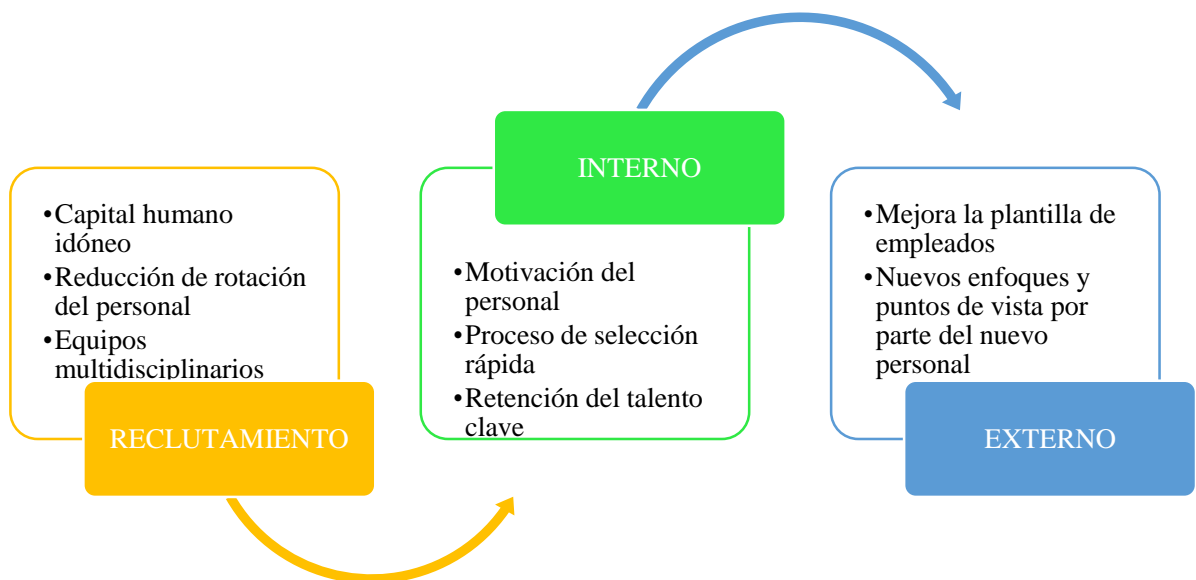 •Capital humano
idóneo
•Reducción de rotación
del personal
•Equipos
multidisciplinarios
RECLUTAMIENTO
INTERNO
•Motivación del
personal
•Proceso de selección
rápida
•Retención del talento
clave
•Mejora la plantilla de
empleados
•Nuevos enfoques y
puntos de vista por
parte del nuevo
personal
EXTERNO